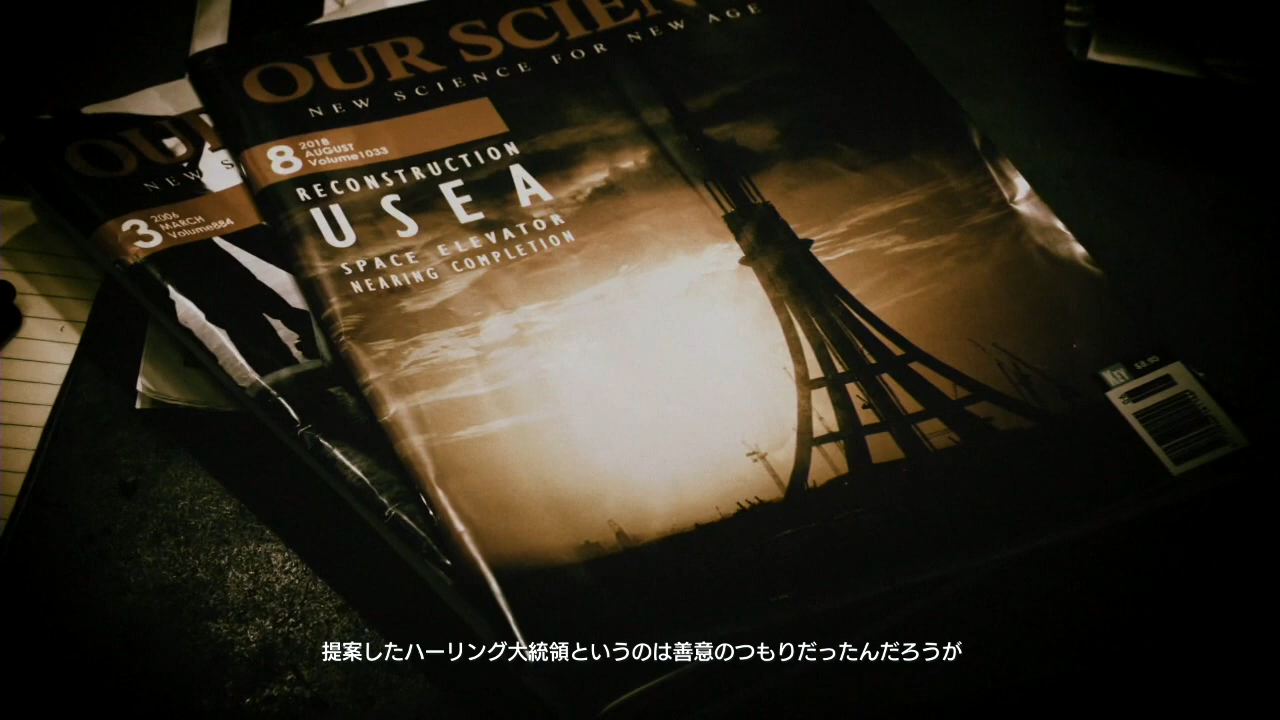 OUR SCIEN
NEW SCIENCE FOR NEW AGE
8
2018
AUGUST
Volume1033
RECONSTRUCTION
USEA
SPACE ELEVATOR
NEARING COMPLETION
OUR
NEW S
3
2006
MARCH
Volume884
提案したハーリング大統領というのは善意のつもりだったんだろうが